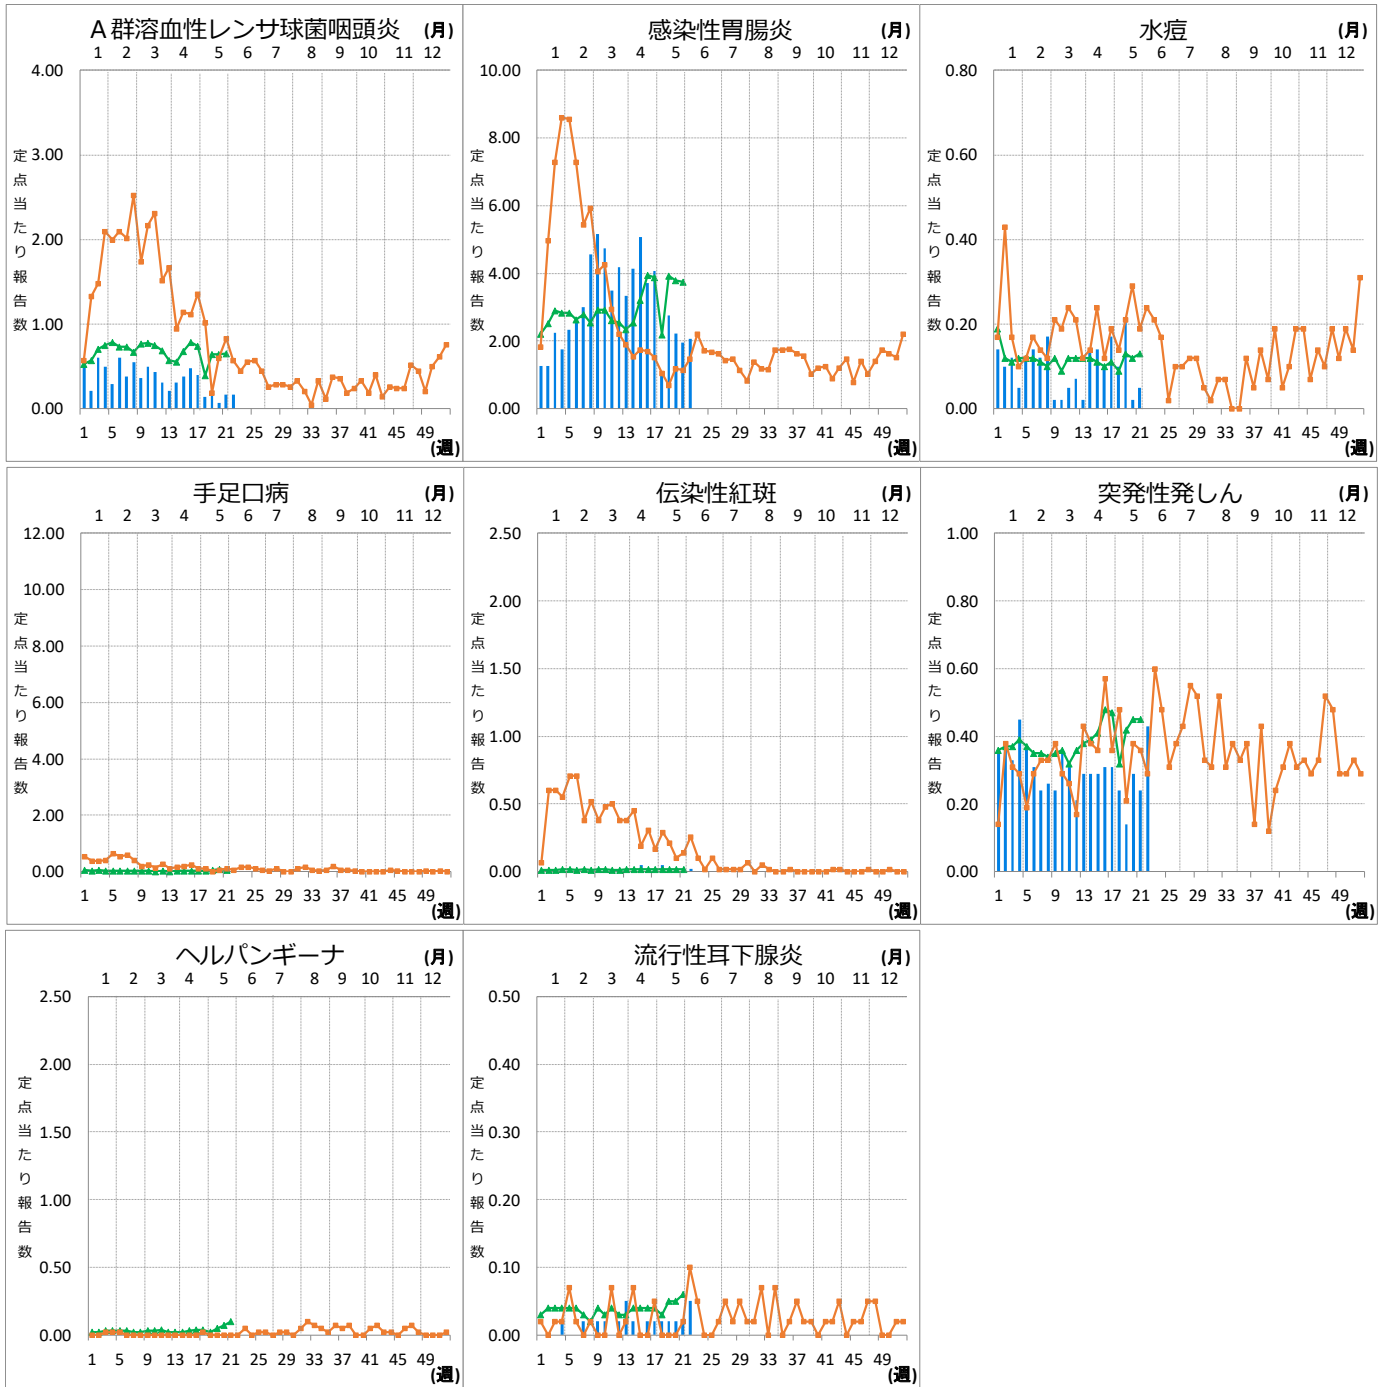 A群溶血性レンサ球菌咽頭炎 (月)
1 2 3 4 5 6 7 8 9 10 11 12
4.00
3.00
2.00
1.00
0.00
定点当たり報告数
1 5 9 13 17 21 25 29 33 37 41 45 49
(週)
感染性胃腸炎 (月)
1 2 3 4 5 6 7 8 9 10 11 12
10.00
8.00
6.00
4.00
2.00
0.00
定点当たり報告数
1 5 9 13 17 21 25 29 33 37 41 45 49
(週)
水痘 (月)
1 2 3 4 5 6 7 8 9 10 11 12
0.80
0.60
0.40
0.20
0.00
定点当たり報告数
1 5 9 13 17 21 25 29 33 37 41 45 49
(週)
手足口病 (月)
1 2 3 4 5 6 7 8 9 10 11 12
12.00
10.00
8.00
6.00
4.00
2.00
0.00
定点当たり報告数
1 5 9 13 17 21 25 29 33 37 41 45 49
(週)
伝染性紅斑 (月)
1 2 3 4 5 6 7 8 9 10 11 12
2.50
2.00
1.50
1.00
0.50
0.00
定点当たり報告数
1 5 9 13 17 21 25 29 33 37 41 45 49
(週)
突発性発しん (月)
1 2 3 4 5 6 7 8 9 10 11 12
1.00
0.80
0.60
0.40
0.20
0.00
定点当たり報告数
1 5 9 13 17 21 25 29 33 37 41 45 49
(週)
ヘルパンギーナ (月)
1 2 3 4 5 6 7 8 9 10 11 12
2.50
2.00
1.50
1.00
0.50
0.00
定点当たり報告数
1 5 9 13 17 21 25 29 33 37 41 45 49
(週)
流行性耳下腺炎 (月)
1 2 3 4 5 6 7 8 9 10 11 12
0.50
0.40
0.30
0.20
0.10
0.00
定点当たり報告数
1 5 9 13 17 21 25 29 33 37 41 45 49
(週)